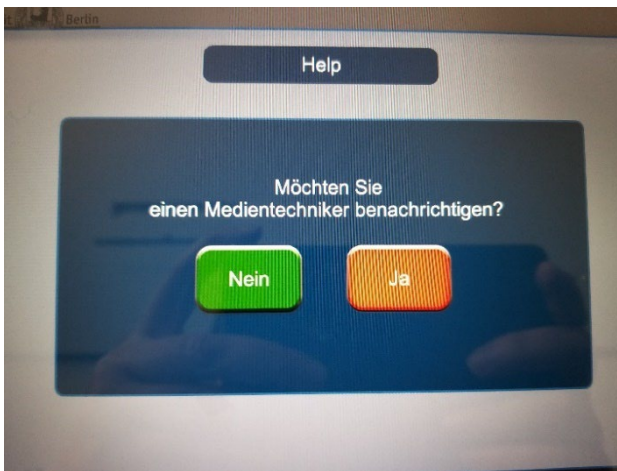 Berlin
Help
Möchten Sie
einen Medientechniker benachrichtigen?
Nein
Ja